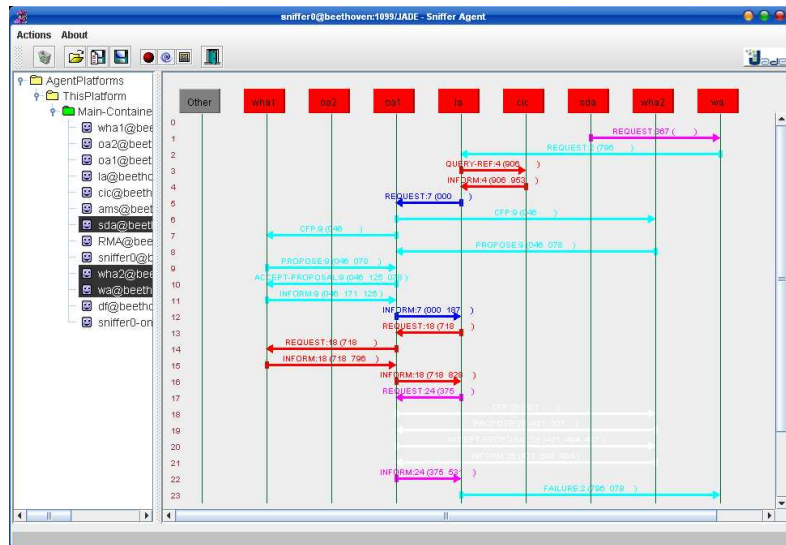 sniffer0@beethoven:1099/JADE - Sniffer Agent
Actions About
Jade
AgentPlatforms
ThisPlatform
Main-Containe
wha1@beet
oa2@beet
oa1@beet
la@beeth
cic@beeth
ams@beet
sda@beeth
RMA@bee
sniffer0@b
wha2@bee
wa@beeth
df@beetho
sniffer0-on
Other wha1 oa2 oa1 la cic sda wha2 wa
0
1 REQUEST:367 ( )
2 REQUEST:2 (796 )
3 QUERY-REF:4 (906 )
4 INFORM:4 (906 953 )
5 REQUEST:7 (000 )
6 CFP:9 (046 )
7 CFP:9 (046 )
8 PROPOSE:9 (046 078 )
9 PROPOSE:9 (046 078 )
10 ACCEPT-PROPOSAL:9 (046 125 078 )
11 INFORM:9 (046 171 125 )
12 INFORM:7 (000 187 )
13 REQUEST:18 (718 )
14 REQUEST:18 (718 )
15 INFORM:18 (718 796 )
16 INFORM:18 (718 828 )
17 REQUEST:24 (375 )
18
19
20
21
22 INFORM:24 (375 531 )
23 FAILURE:2 (796 078 )